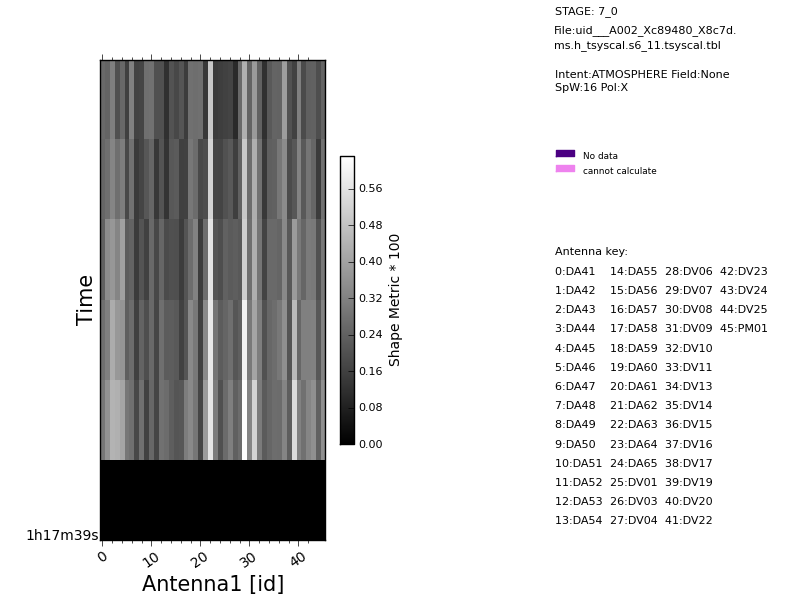 STAGE: 7_0
File:uid___A002_Xc89480_X8c7d.
ms.h_tsyscal.s6_11.tsyscal.tbl
Intent:ATMOSPHERE Field:None
SpW:16 Pol:X
No data
cannot calculate
Antenna key:
0:DA41 14:DA55 28:DV06 42:DV23
1:DA42 15:DA56 29:DV07 43:DV24
2:DA43 16:DA57 30:DV08 44:DV25
3:DA44 17:DA58 31:DV09 45:PM01
4:DA45 18:DA59 32:DV10
5:DA46 19:DA60 33:DV11
6:DA47 20:DA61 34:DV13
7:DA48 21:DA62 35:DV14
8:DA49 22:DA63 36:DV15
9:DA50 23:DA64 37:DV16
10:DA51 24:DA65 38:DV17
11:DA52 25:DV01 39:DV19
12:DA53 26:DV03 40:DV20
13:DA54 27:DV04 41:DV22
Time
1h17m39s
0 10 20 30 40
Antenna1 [id]
0.56
0.48
0.40
0.32
0.24
0.16
0.08
0.00
Shape Metric * 100